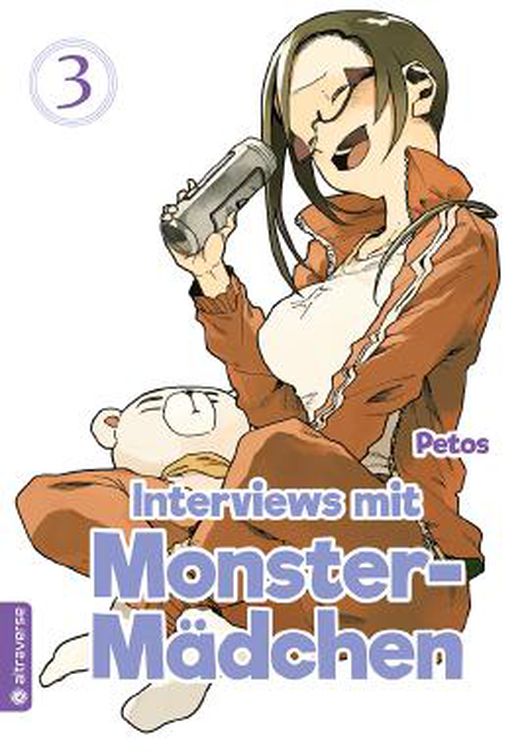 3
Petos
Interviews mit
Monster-
Mädchen
altraverse